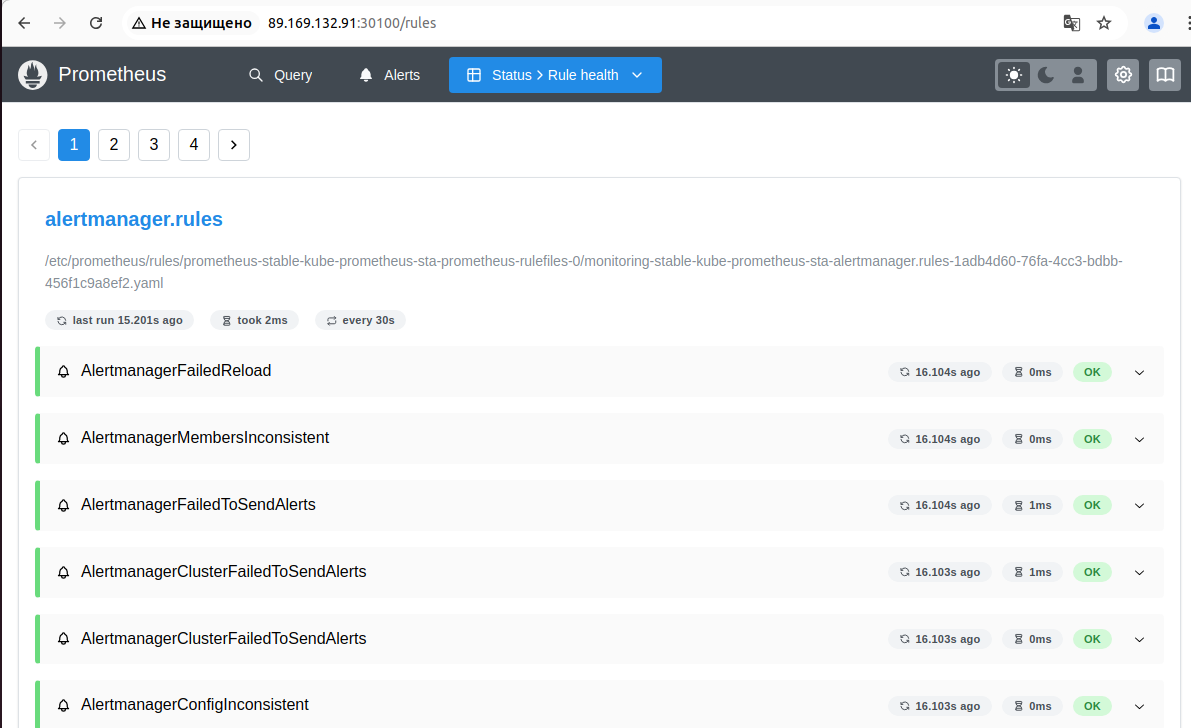 Не защищено 89.169.132.91:30100/rules
Prometheus Query Alerts Status > Rule health
1 2 3 4
alertmanager.rules
/etc/prometheus/rules/prometheus-stable-kube-prometheus-sta-prometheus-rulefiles-0/monitoring-stable-kube-prometheus-sta-alertmanager.rules-1adb4d60-76fa-4cc3-bdbb-
456f1c9a8ef2.yaml
last run 15.201s ago took 2ms every 30s
AlertmanagerFailedReload 16.104s ago 0ms OK
AlertmanagerMembersInconsistent 16.104s ago 0ms OK
AlertmanagerFailedToSendAlerts 16.104s ago 1ms OK
AlertmanagerClusterFailedToSendAlerts 16.103s ago 1ms OK
AlertmanagerClusterFailedToSendAlerts 16.103s ago 0ms OK
AlertmanagerConfigInconsistent 16.103s ago 0ms OK